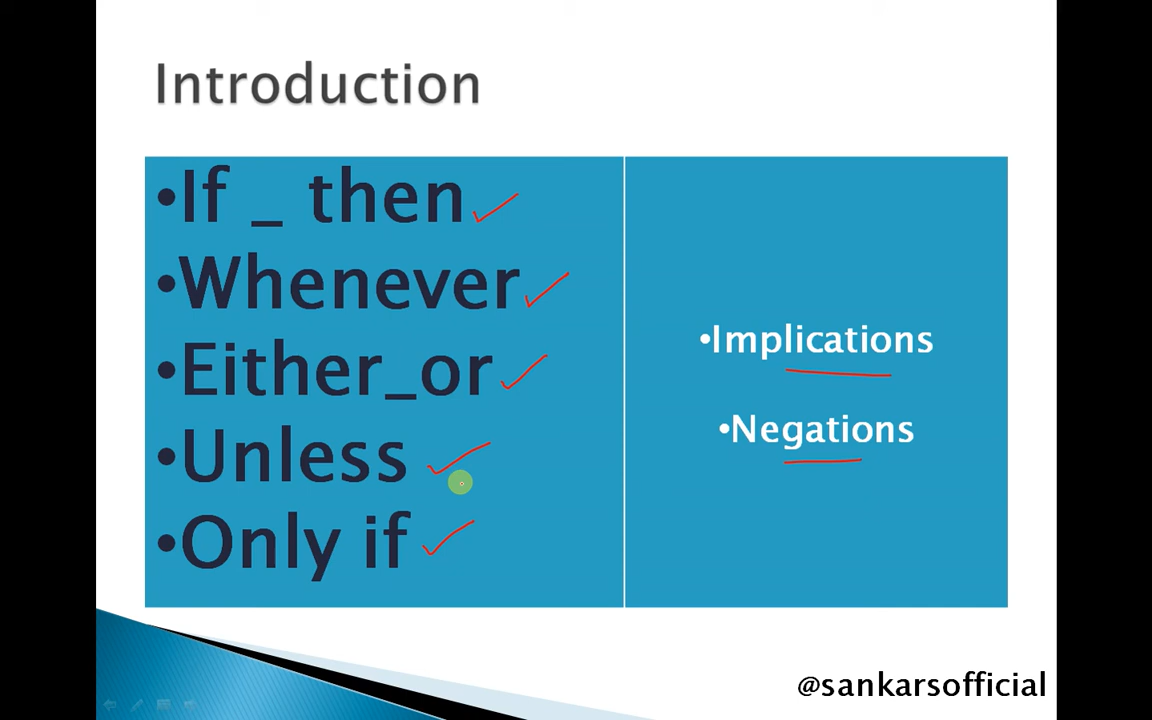 Introduction
•If _ then
•Whenever
•Either_or
•Unless
•Only if
•Implications
•Negations
@sankarsofficial